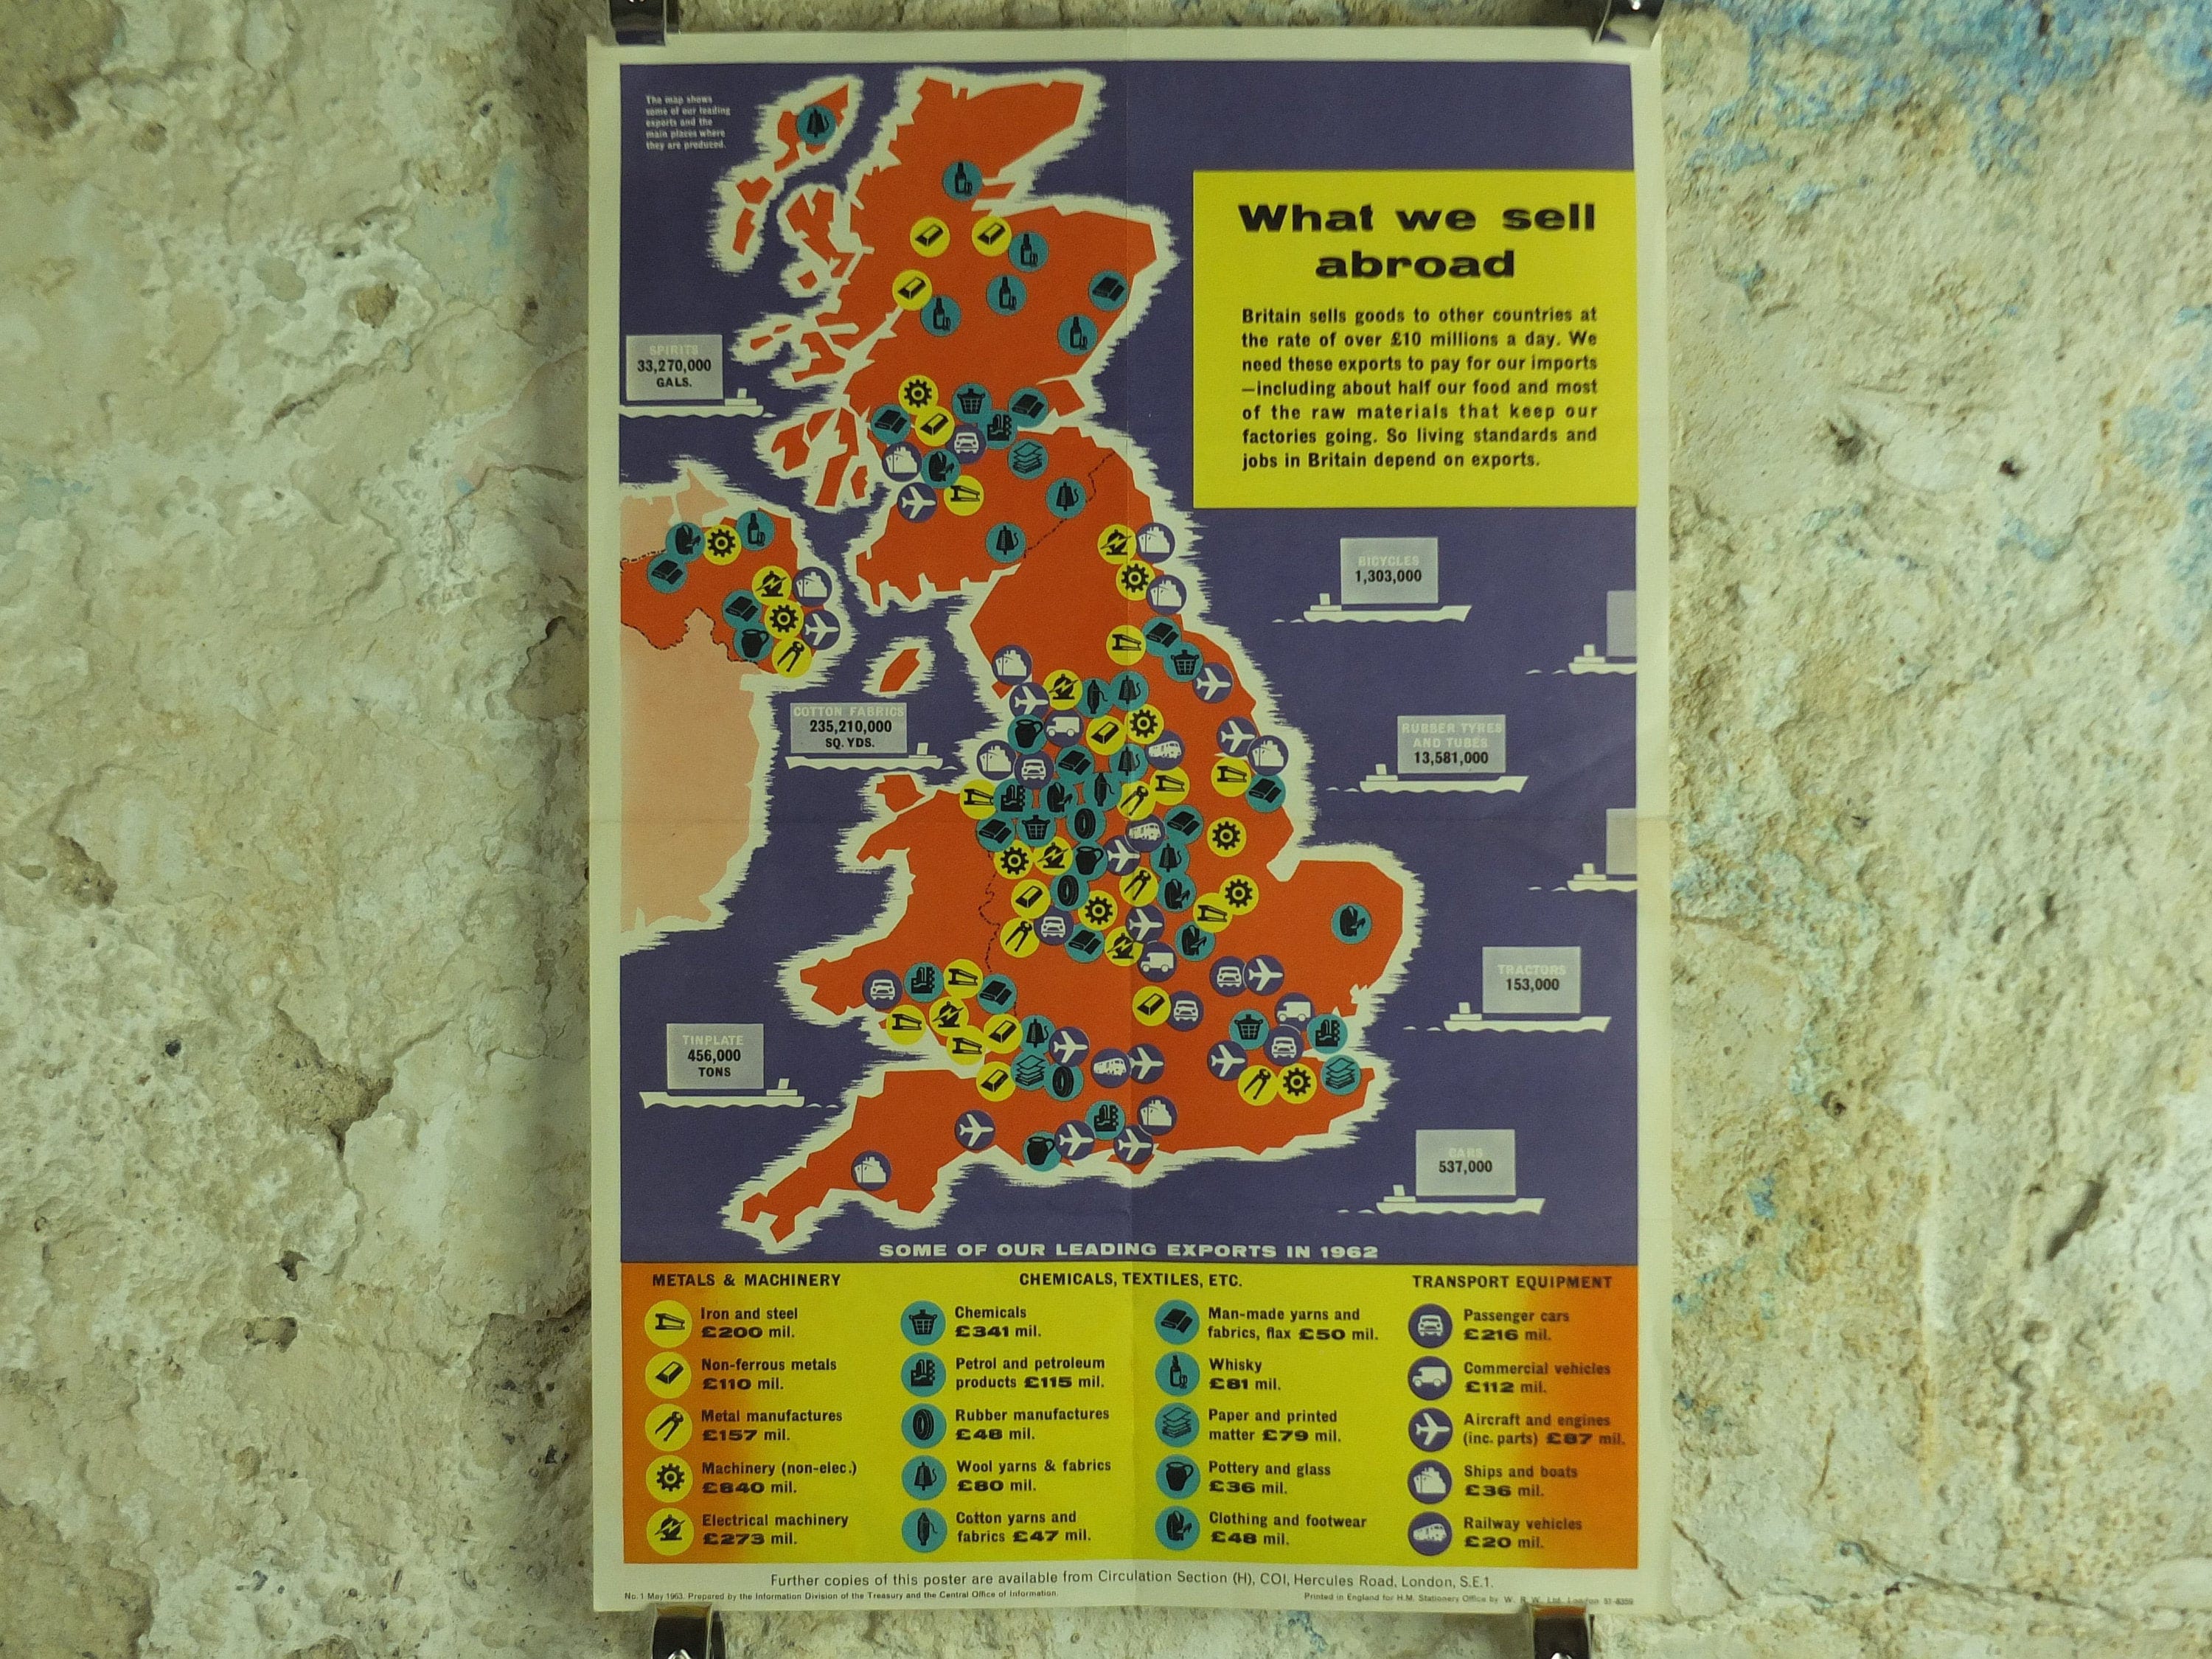 The map shows
some of our leading
exports and the
main places where
they are produced.
What we sell
abroad
Britain sells goods to other countries at
the rate of over £10 millions a day. We
need these exports to pay for our imports
—including about half our food and most
of the raw materials that keep our
factories going. So living standards and
jobs in Britain depend on exports.
SPIRITS
33,270,000
GALS.
BICYCLES
1,303,000
COTTON FABRICS
235,210,000
SQ. YDS.
RUBBER TYRES
AND TUBES
13,581,000
TRACTORS
153,000
TINPLATE
456,000
TONS
CARS
537,000
SOME OF OUR LEADING EXPORTS IN 1962
METALS & MACHINERY
Iron and steel
£200 mil.
Non-ferrous metals
£110 mil.
Metal manufactures
£157 mil.
Machinery (non-elec.)
£840 mil.
Electrical machinery
£273 mil.
CHEMICALS, TEXTILES, ETC.
Chemicals
£341 mil.
Petrol and petroleum
products £115 mil.
Rubber manufactures
£48 mil.
Wool yarns & fabrics
£80 mil.
Cotton yarns and
fabrics £47 mil.
Man-made yarns and
fabrics, flax £50 mil.
Whisky
£81 mil.
Paper and printed
matter £79 mil.
Pottery and glass
£36 mil.
Clothing and footwear
£48 mil.
TRANSPORT EQUIPMENT
Passenger cars
£216 mil.
Commercial vehicles
£112 mil.
Aircraft and engines
(inc. parts) £87 mil.
Ships and boats
£36 mil.
Railway vehicles
£20 mil.
Further copies of this poster are available from Circulation Section (H), COI, Hercules Road, London, S.E.1.
No. 1 May 1963. Prepared by the Information Division of the Treasury and the Central Office of Information.
Printed in England for H.M. Stationery Office by W.